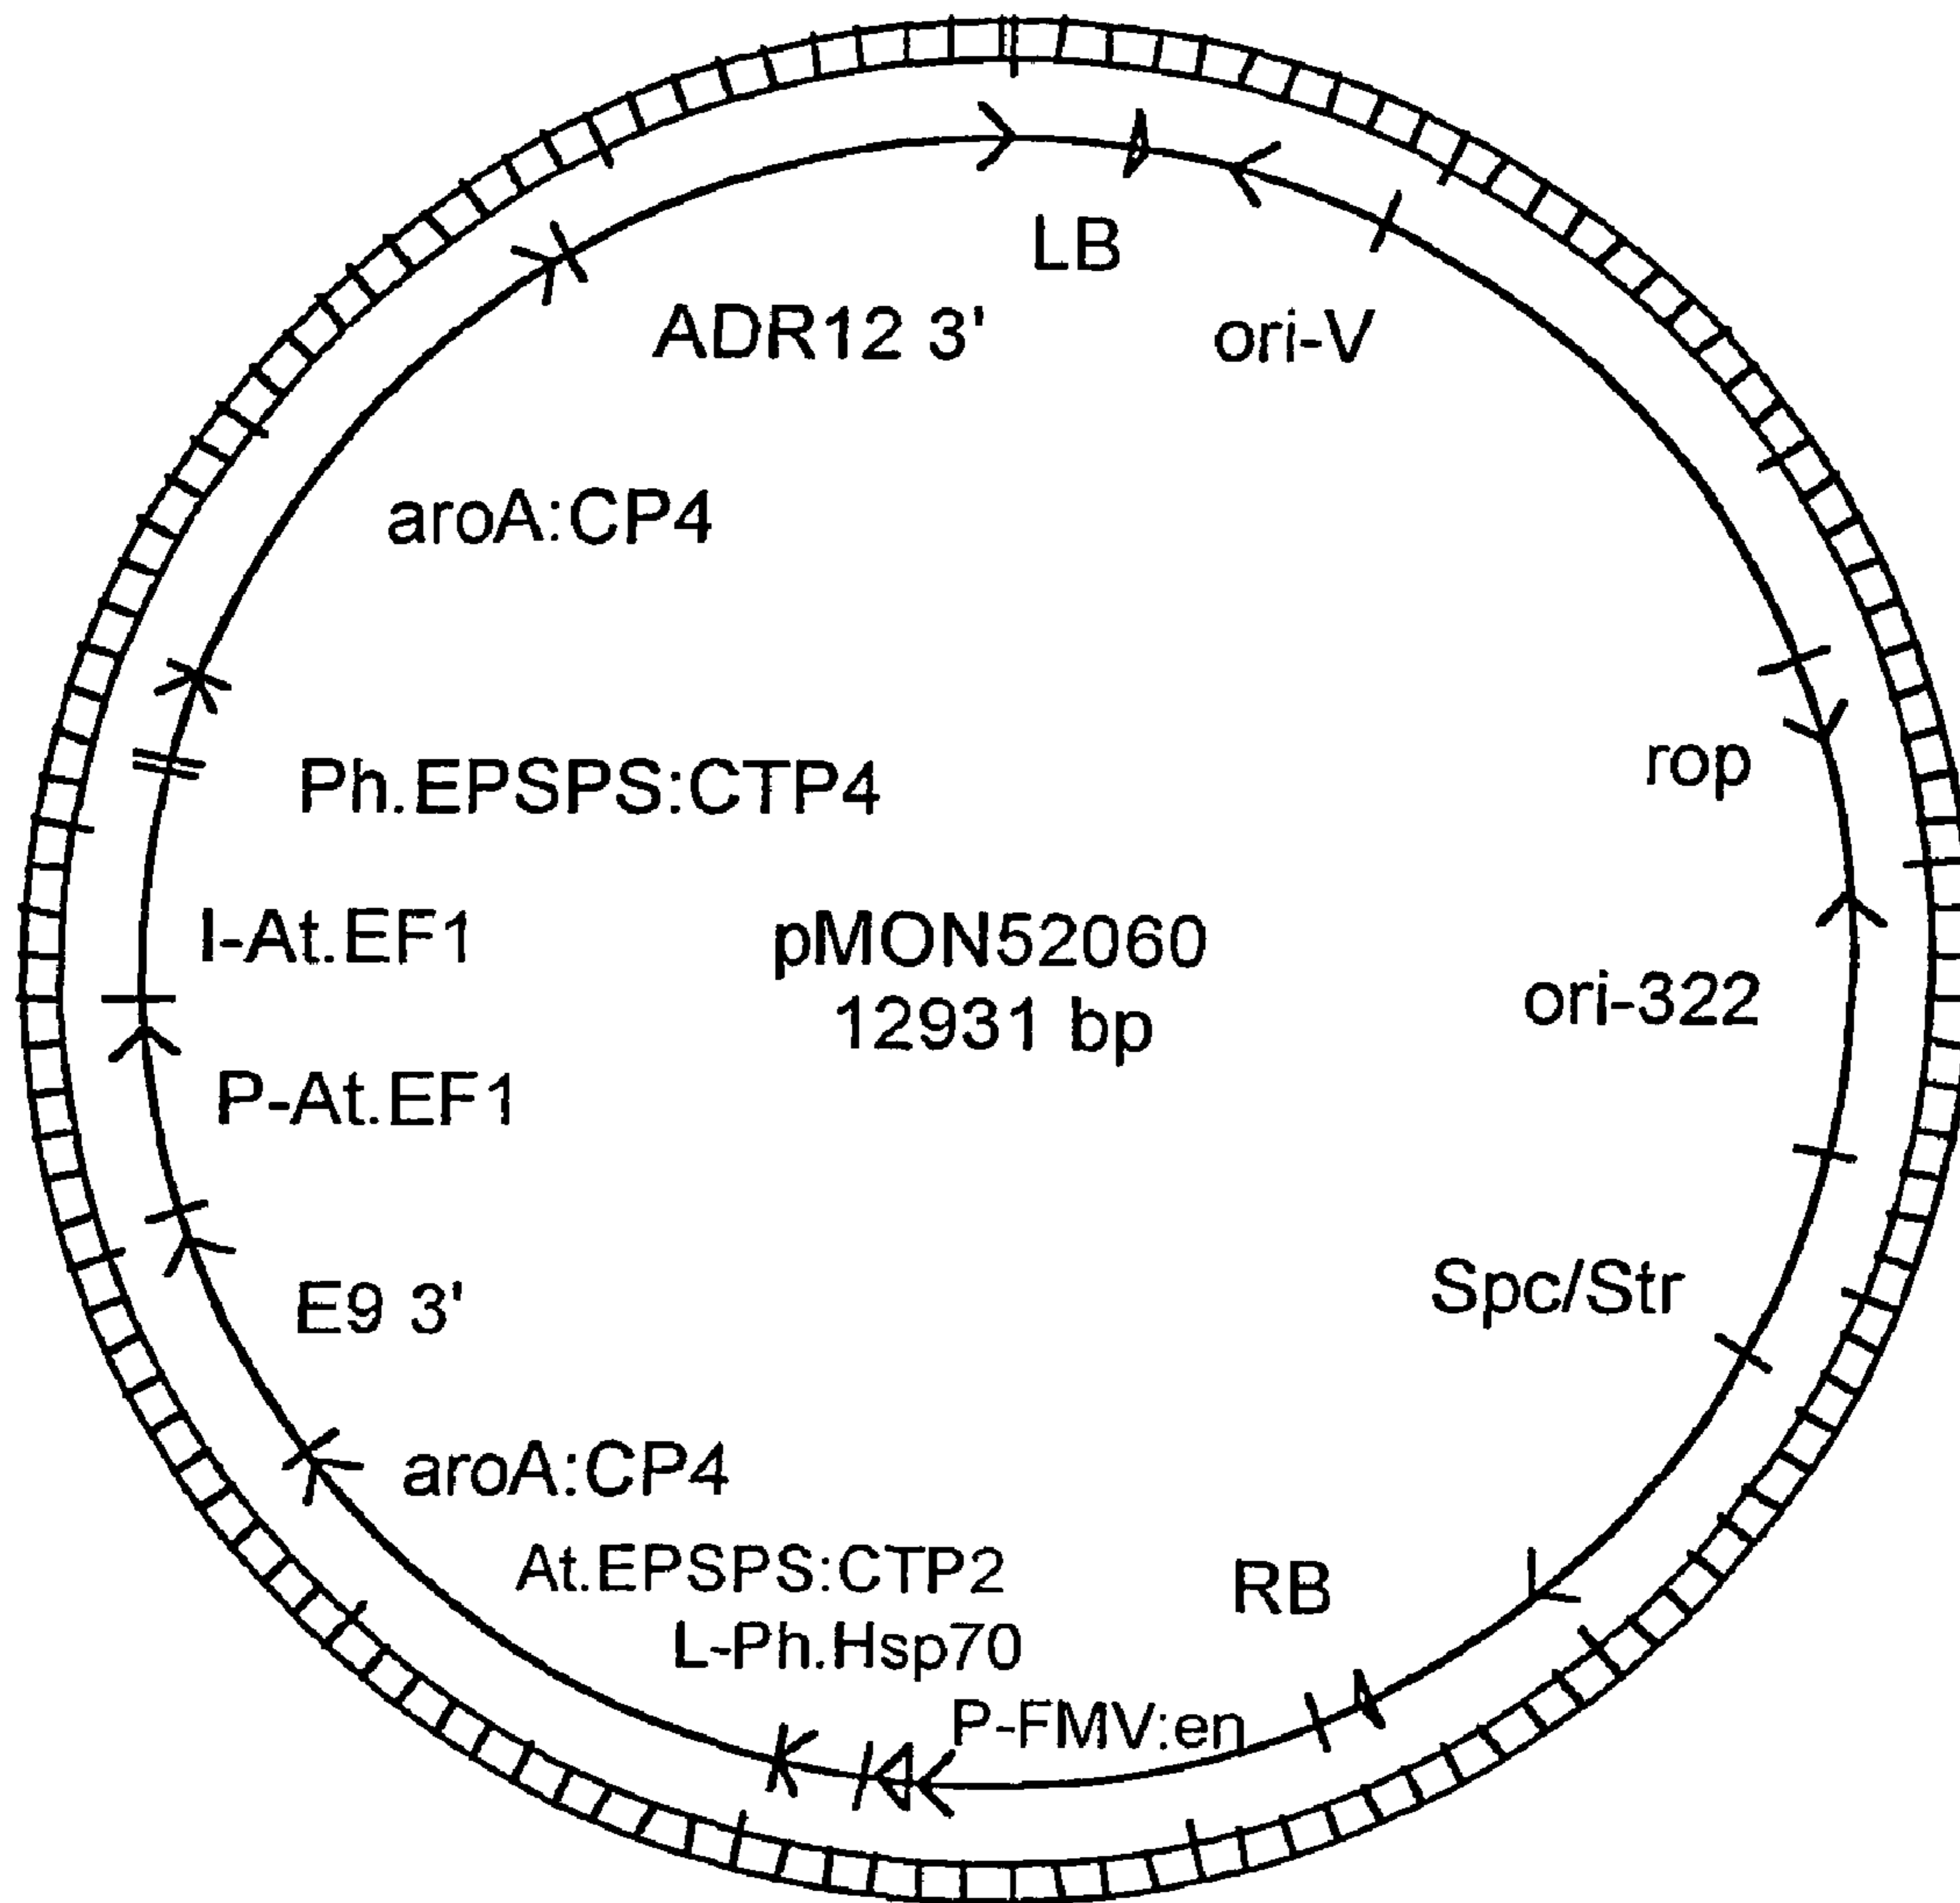 LB
ADR12 3'
ori-V
aroA:CP4
rop
Ph.EPSPS:CTP4
I-At.EF1
pMON52060
12931 bp
ori-322
P-At.EF1
E9 3'
Spc/Str
aroA:CP4
At.EPSPS:CTP2
RB
L-Ph.Hsp70
P-FMV:en